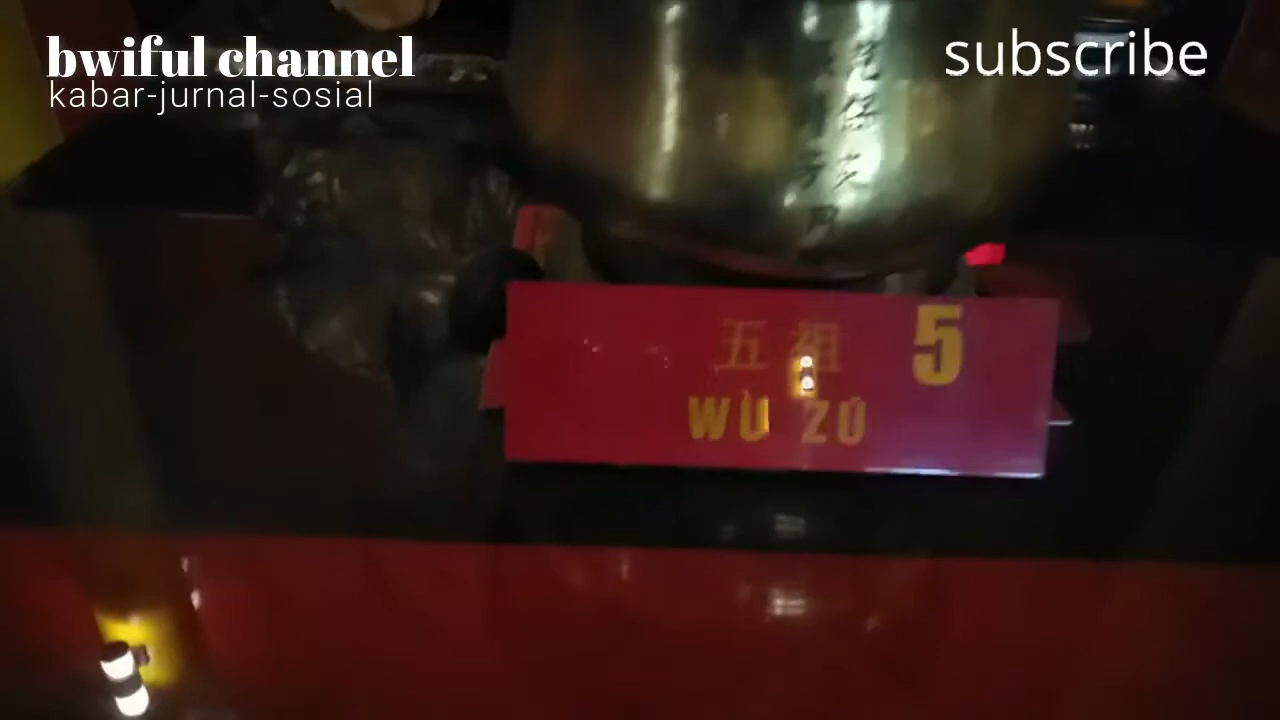 bwiful channel
kabar-jurnal-sosial
subscribe
五祖
5
WU ZU